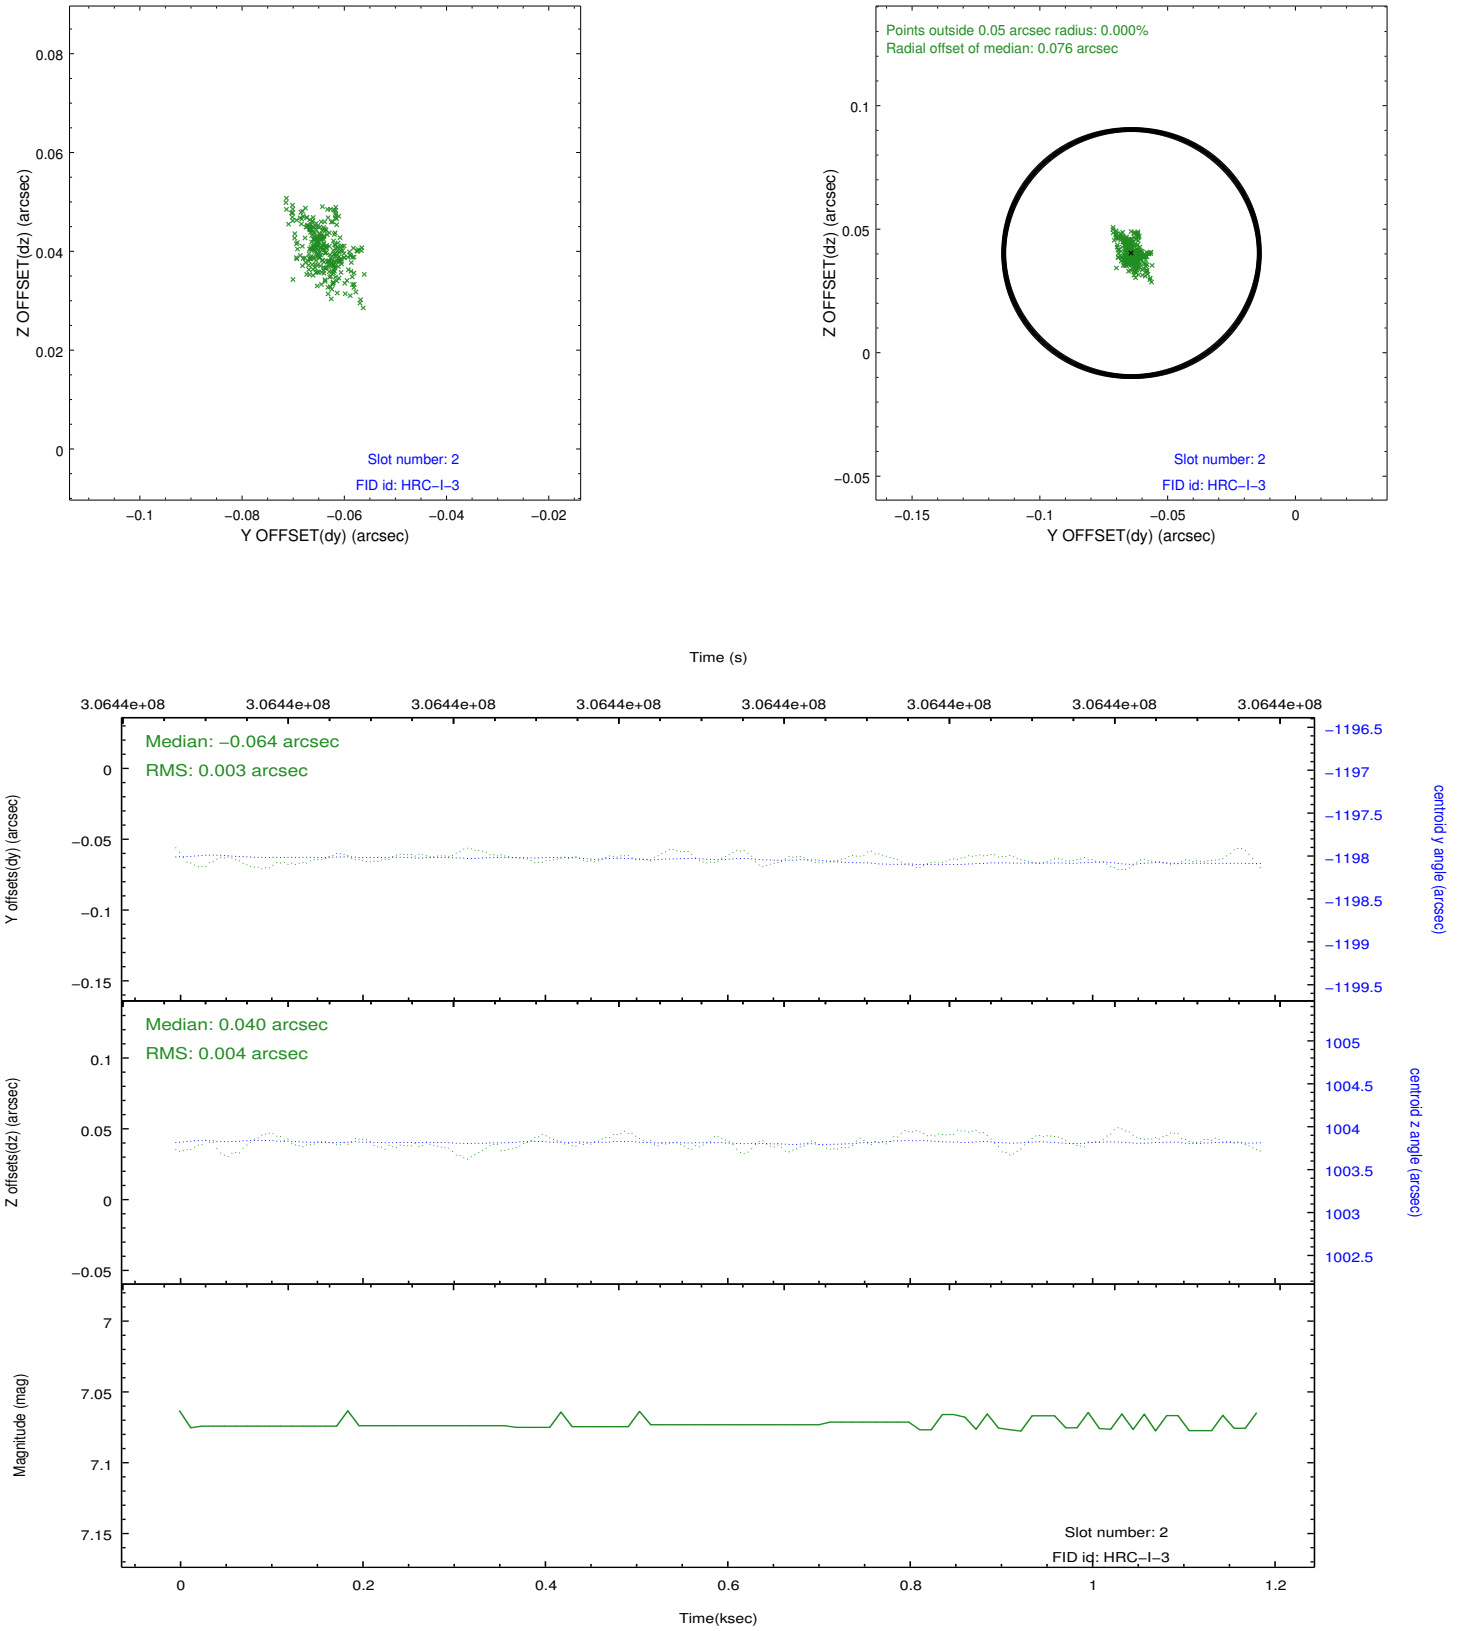 0.08
0.06
0.04
0.02
0
Z OFFSET(dz) (arcsec)
Slot number: 2
FID id: HRC−I−3
−0.1
−0.08
−0.06
−0.04
−0.02
Y OFFSET(dy) (arcsec)
Points outside 0.05 arcsec radius: 0.000%
Radial offset of median: 0.076 arcsec
0.1
0.05
0
−0.05
Z OFFSET(dz) (arcsec)
Slot number: 2
FID id: HRC−I−3
−0.15
−0.1
−0.05
0
Y OFFSET(dy) (arcsec)
Time (s)
3.0644e+08 3.0644e+08 3.0644e+08 3.0644e+08 3.0644e+08 3.0644e+08 3.0644e+08 3.0644e+08
Median: −0.064 arcsec
RMS: 0.003 arcsec
0
−0.05
−0.1
−0.15
Y offsets(dy) (arcsec)
−1196.5
−1197
−1197.5
−1198
−1198.5
−1199
−1199.5
centroid y angle (arcsec)
Median: 0.040 arcsec
RMS: 0.004 arcsec
0.1
0.05
0
−0.05
Z offsets(dz) (arcsec)
1005
1004.5
1004
1003.5
1003
1002.5
centroid z angle (arcsec)
7
7.05
7.1
7.15
Magnitude (mag)
Slot number: 2
FID id: HRC−I−3
0 0.2 0.4 0.6 0.8 1 1.2
Time(ksec)